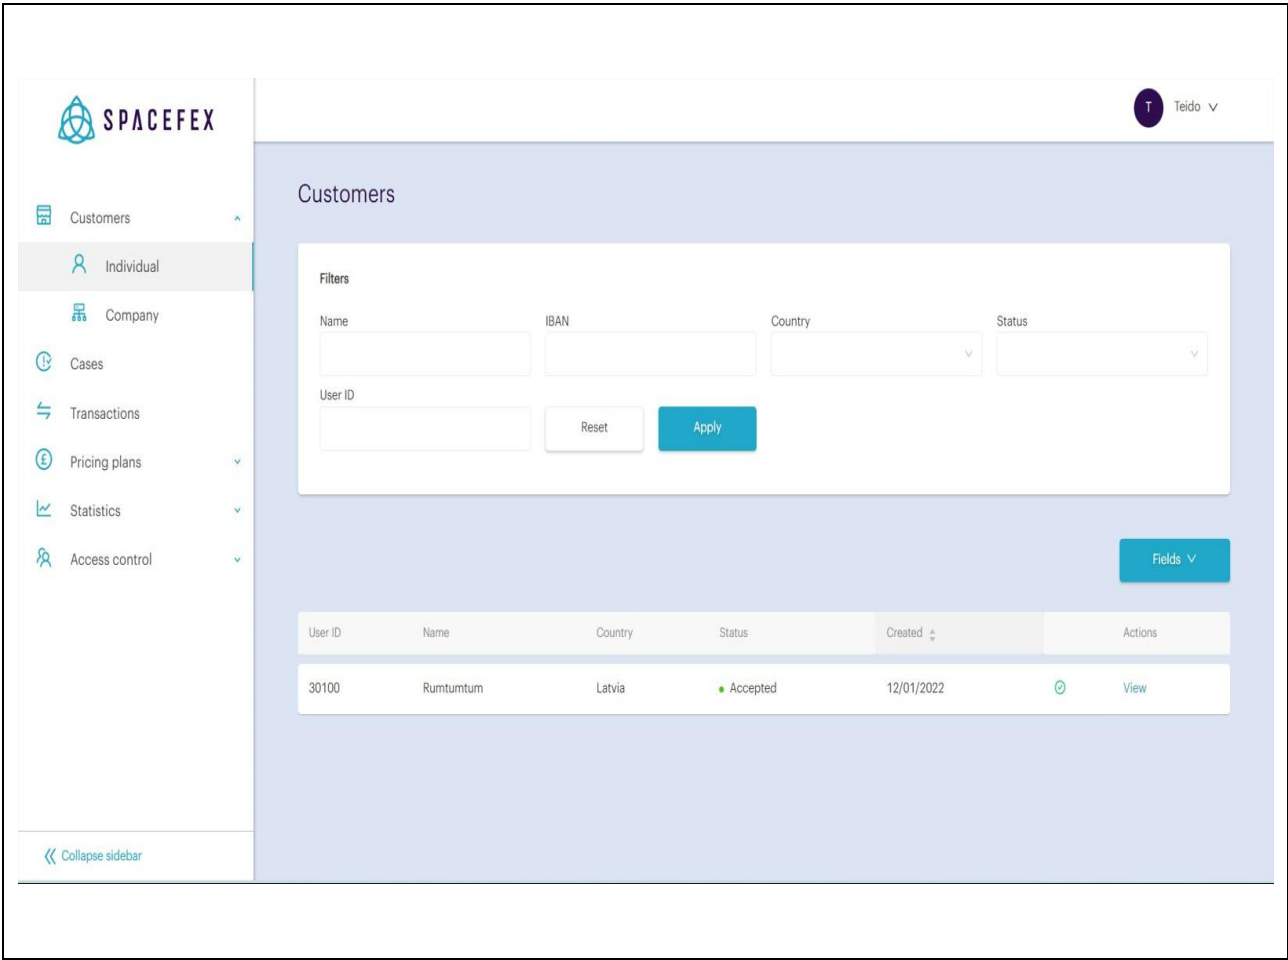 SPACEFEX
T Teido
Customers
Individual
Company
Cases
Transactions
Pricing plans
Statistics
Access control
Collapse sidebar
Customers
Filters
Name IBAN Country Status
User ID
Reset Apply
Fields
User ID Name Country Status Created Actions
30100 Rumtumtum Latvia Accepted 12/01/2022 View